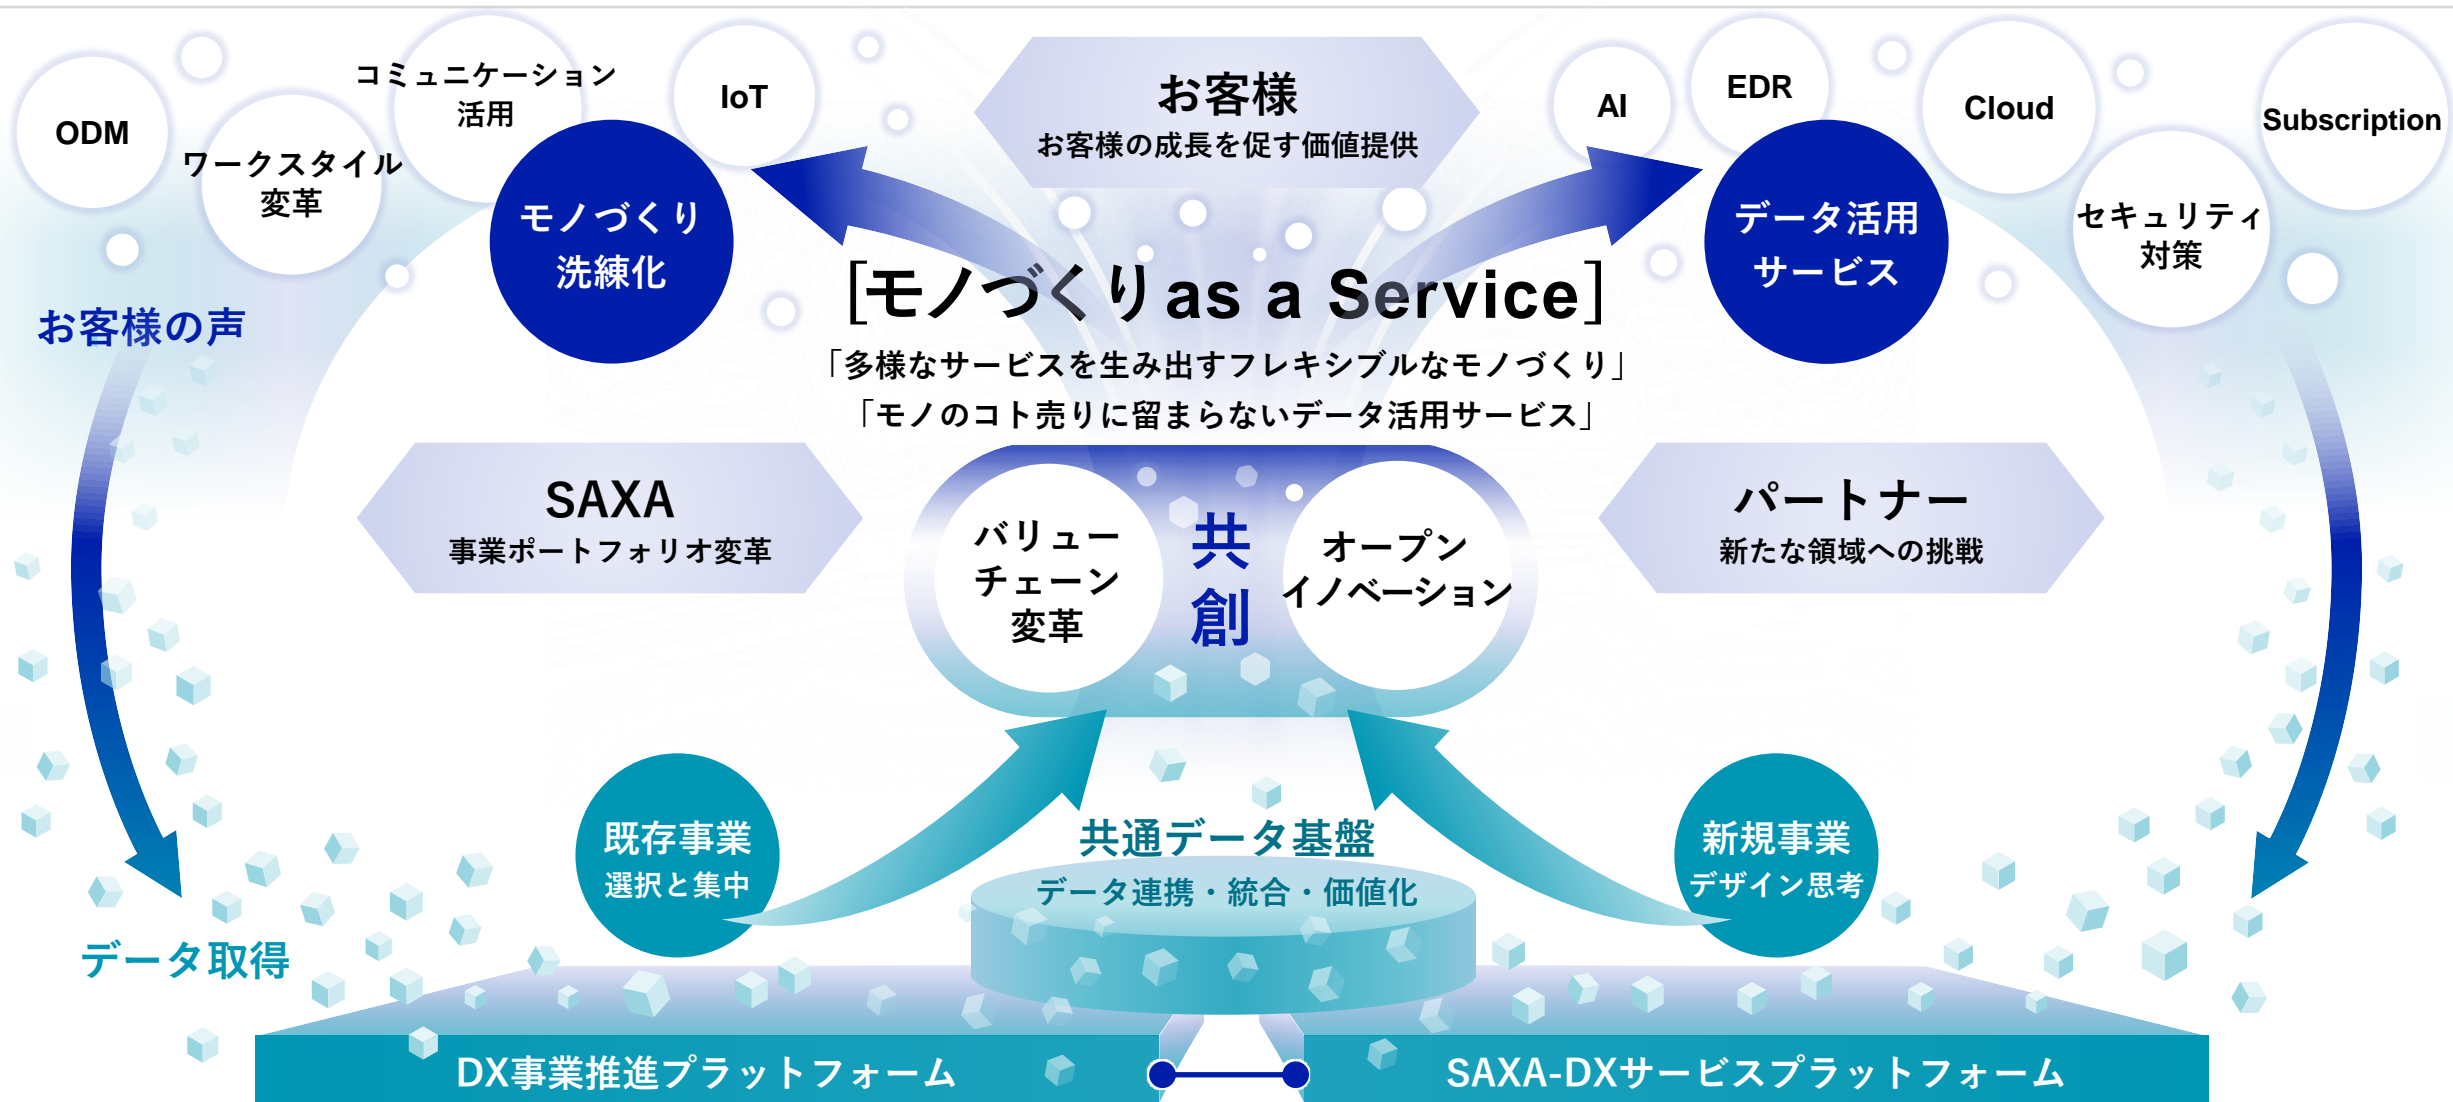 ODM
ワークスタイル
変革
コミュニケーション
活用
IoT
モノづくり
洗練化
お客様
お客様の成長を促す価値提供
AI
EDR
Cloud
Subscription
データ活用
サービス
セキュリティ
対策
お客様の声
[モノづくり as a Service]
「多様なサービスを生み出すフレキシブルなモノづくり」
「モノのコト売りに留まらないデータ活用サービス」
SAXA
事業ポートフォリオ変革
バリュー
チェーン
変革
共
創
オープン
イノベーション
パートナー
新たな領域への挑戦
既存事業
選択と集中
共通データ基盤
データ連携・統合・価値化
新規事業
デザイン思考
データ取得
DX事業推進プラットフォーム
SAXA-DXサービスプラットフォーム